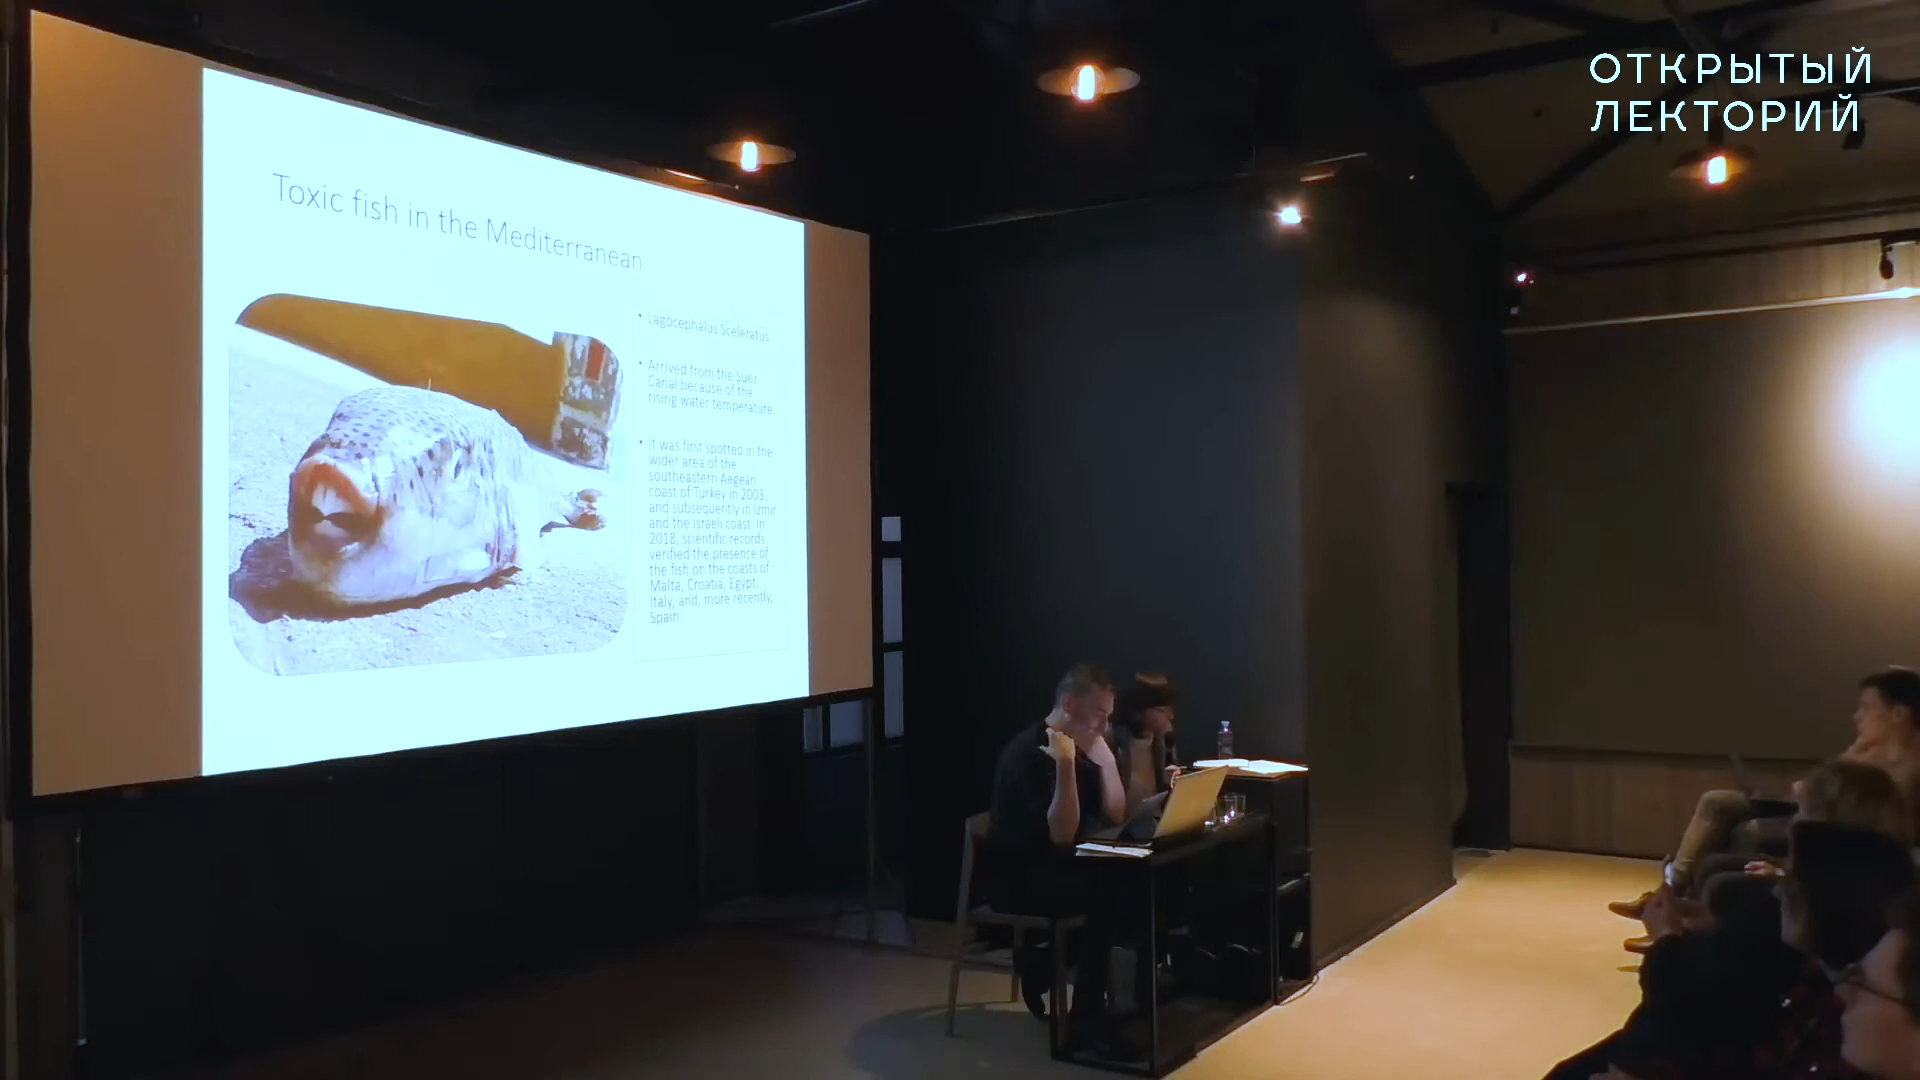 ОТКРЫТЫЙ
ЛЕКТОРИЙ
Toxic fish in the Mediterranean
• Lagocephalus Sceleratus
• Arrived from the Suez
Canal because of the
rising water temperature
• It was first spotted in the
wider area of the
southeastern Aegean
coast of Turkey in 2003
and subsequently in Izmir
and the Israeli coast. In
2018, scientific records
verified the presence of
the fish on the coasts of
Malta, Croatia, Egypt,
Italy, and, more recently,
Spain